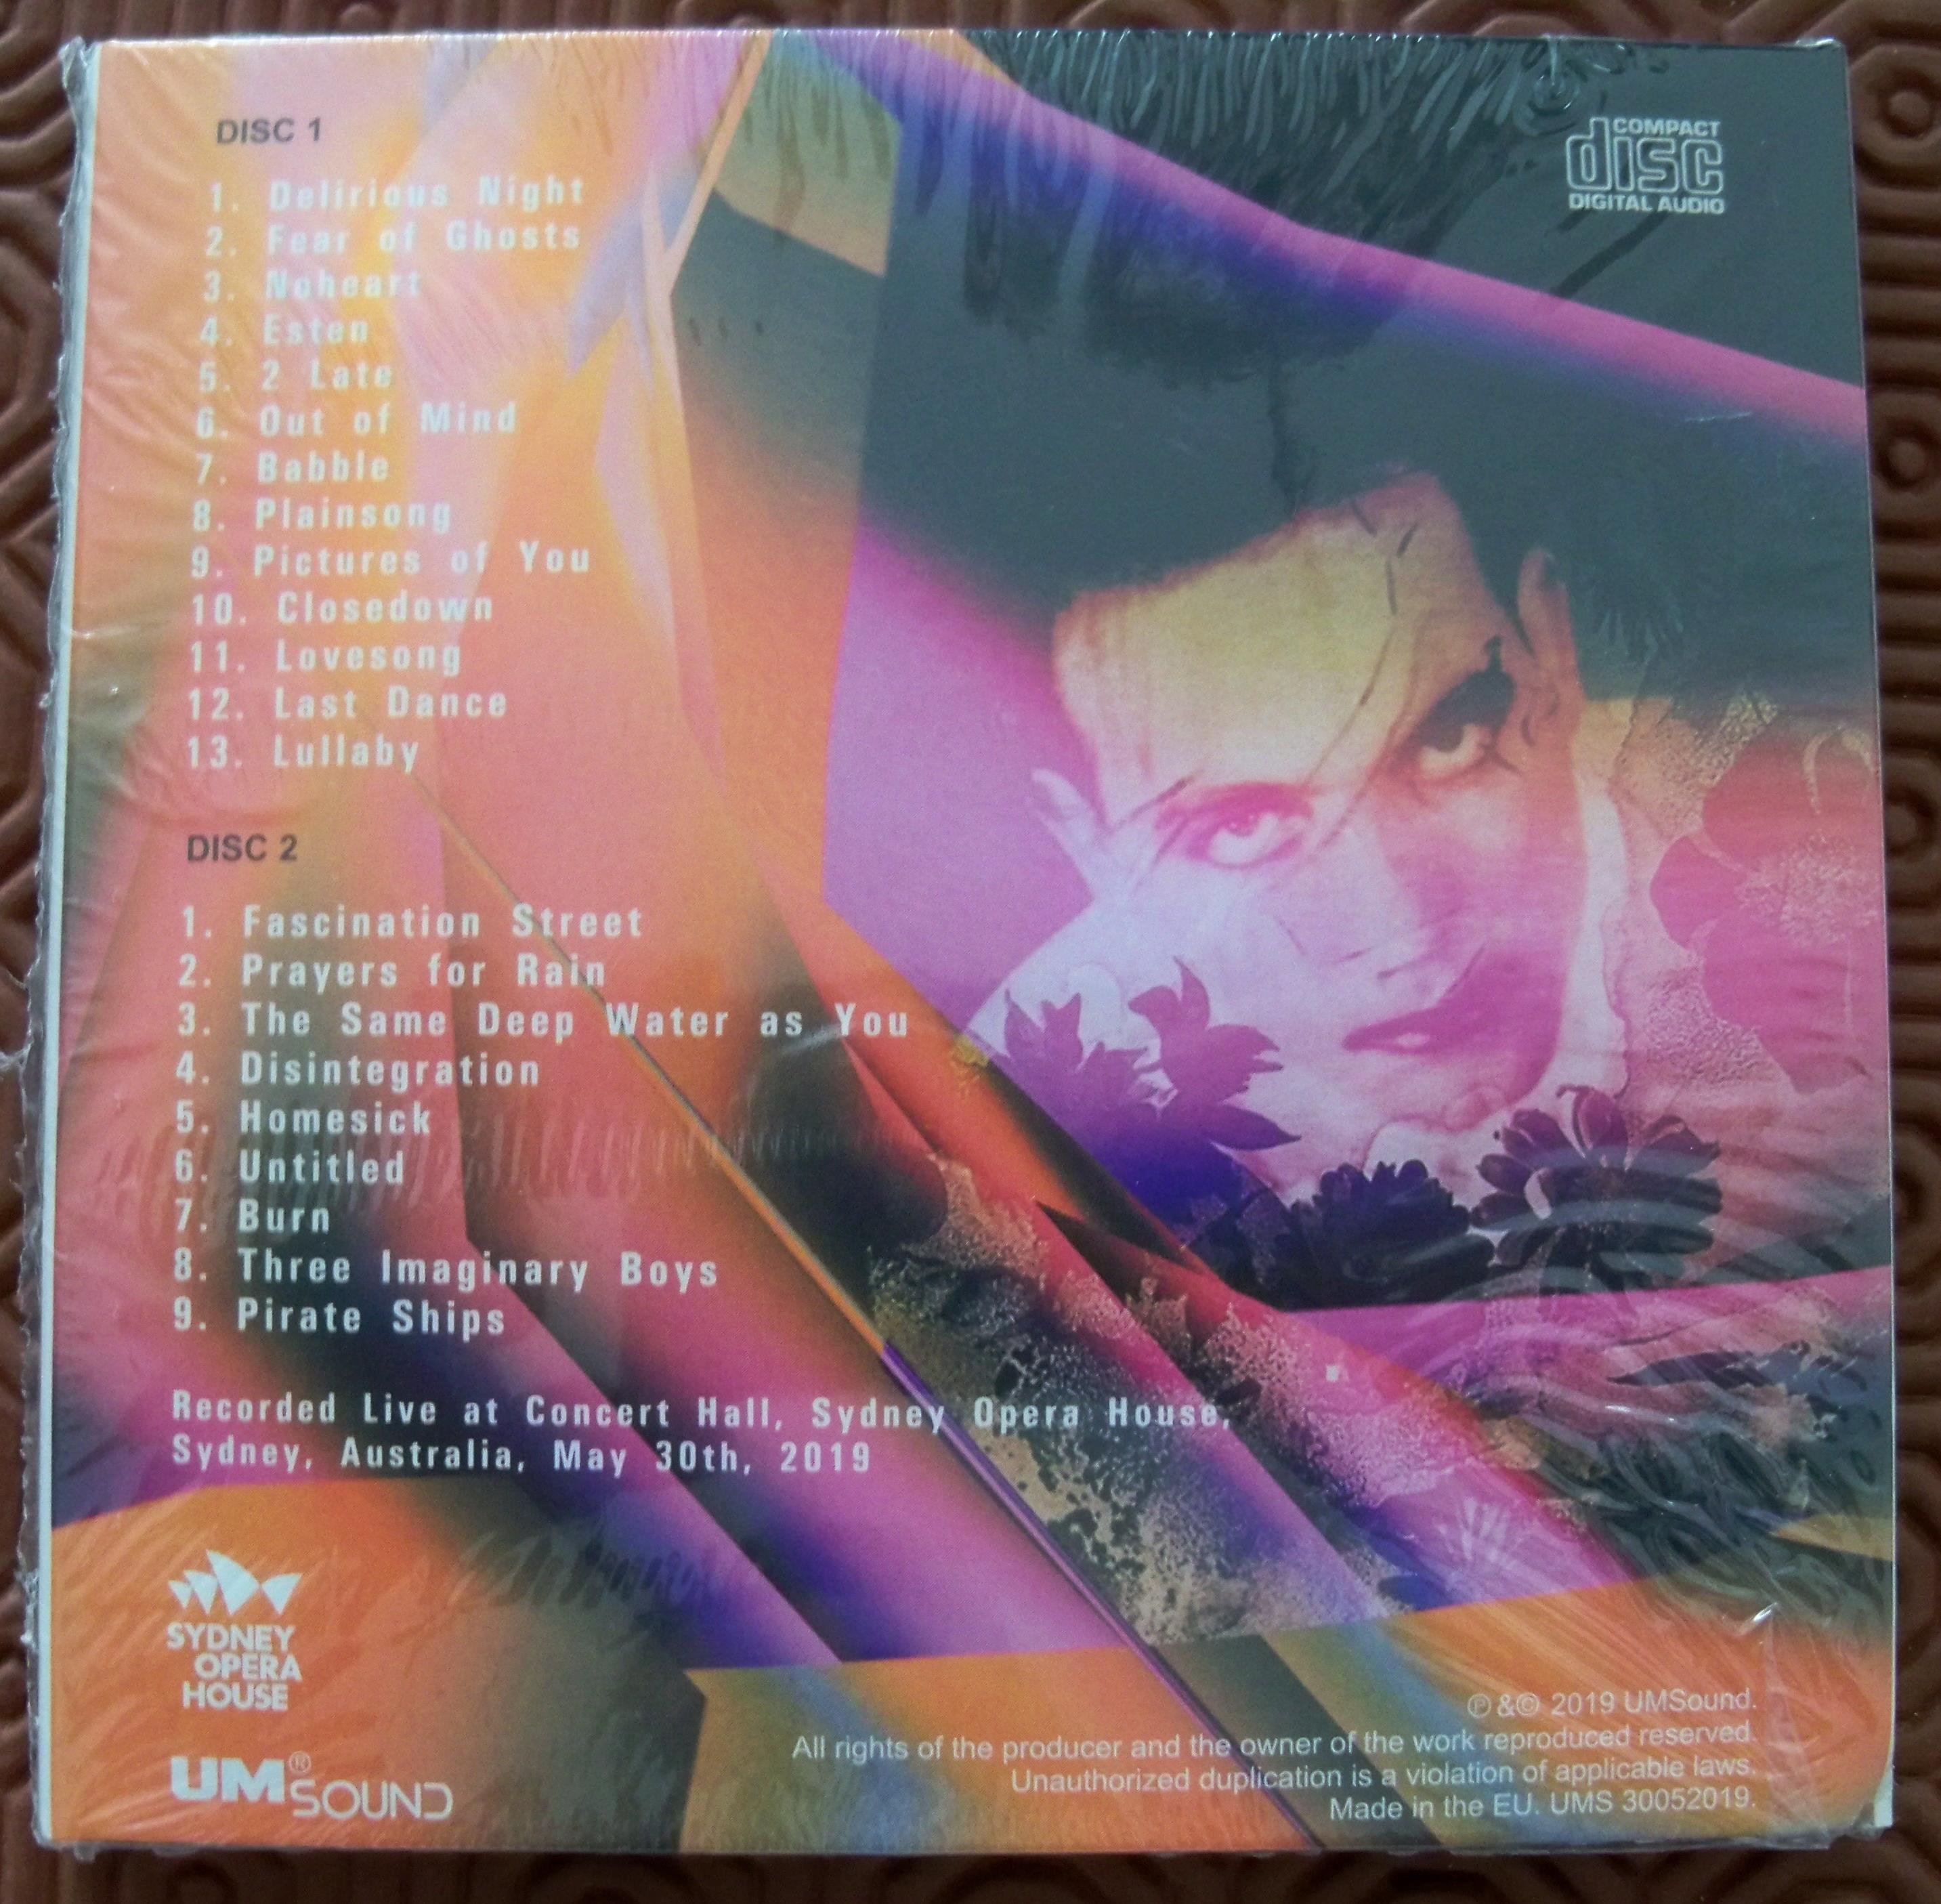 DISC 1
1. Delirious Night
2. Fear of Ghosts
3. Noheart
4. Esten
5. 2 Late
6. Out of Mind
7. Babble
8. Plainsong
9. Pictures of You
10. Closedown
11. Lovesong
12. Last Dance
13. Lullaby
COMPACT
disc
DIGITAL AUDIO
DISC 2
1. Fascination Street
2. Prayers for Rain
3. The Same Deep Water as You
4. Disintegration
5. Homesick
6. Untitled
7. Burn
8. Three Imaginary Boys
9. Pirate Ships
Recorded Live at Concert Hall, Sydney Opera House,
Sydney, Australia, May 30th, 2019
SYDNEY
OPERA
HOUSE
UM® SOUND
℗ &© 2019 UMSound.
All rights of the producer and the owner of the work reproduced reserved.
Unauthorized duplication is a violation of applicable laws.
Made in the EU. UMS 30052019.